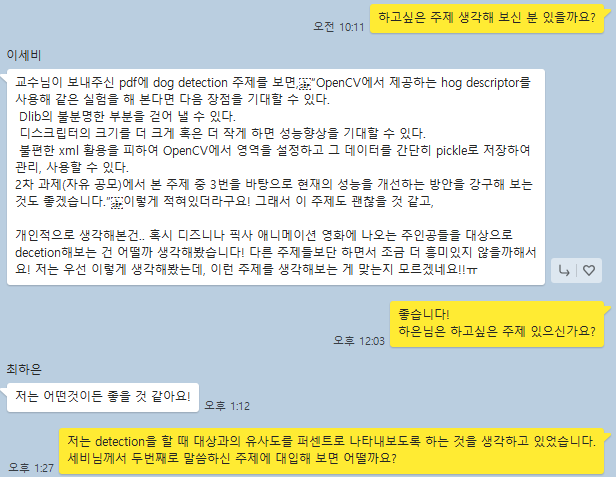 하고싶은 주제 생각해 보신 분 있을까요?
오전 10:11
이세비
교수님이 보내주신 pdf에 dog detection 주제를 보면,"OpenCV에서 제공하는 hog descriptor를
사용해 같은 실험을 해 본다면 다음 장점을 기대할 수 있다.
Dlib의 불분명한 부분을 걷어 낼 수 있다.
디스크립터의 크기를 더 크게 혹은 더 작게 하면 성능향상을 기대할 수 있다.
불편한 xml 활용을 피하여 OpenCV에서 영역을 설정하고 그 데이터를 간단히 pickle로 저장하여
관리, 사용할 수 있다.
2차 과제(자유 공모)에서 본 주제 중 3번을 바탕으로 현재의 성능을 개선하는 방안을 강구해 보는
것도 좋겠습니다."이렇게 적혀있더라구요! 그래서 이 주제도 괜찮을 것 같고,
개인적으로 생각해본건.. 혹시 디즈니나 픽사 애니메이션 영화에 나오는 주인공들을 대상으로
decetion해보는 건 어떨까 생각해봤습니다! 다른 주제들보단 하면서 조금 더 흥미있지 않을까해서
요! 저는 우선 이렇게 생각해봤는데, 이런 주제를 생각해보는 게 맞는지 모르겠네요!!ㅠ
좋습니다!
하은님은 하고싶은 주제 있으신가요?
오후 12:03
최하은
저는 어떤것이든 좋을 것 같아요!
오후 1:12
저는 detection을 할 때 대상과의 유사도를 퍼센트로 나타내보도록 하는 것을 생각하고 있었습니다.
세비님께서 두번째로 말씀하신 주제에 대입해 보면 어떨까요?
오후 1:27